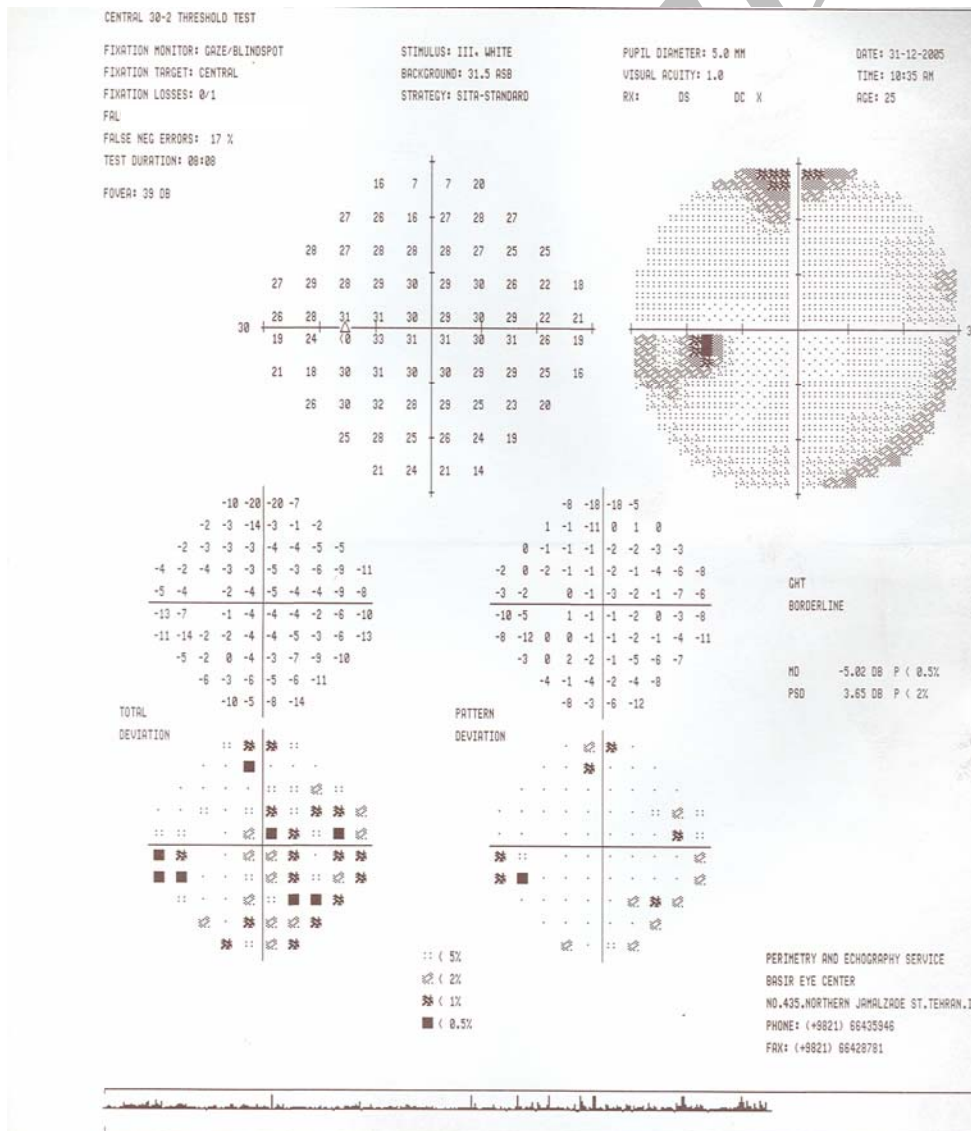 CENTRAL 30-2 THRESHOLD TEST
FIXATION MONITOR: GAZE/BLINDSPOT
FIXATION TARGET: CENTRAL
FIXATION LOSSES: 0/1
FAL
FALSE NEG ERRORS: 17 %
TEST DURATION: 08:08
FOVEA: 39 DB
STIMULUS: III, WHITE
BACKGROUND: 31.5 ASB
STRATEGY: SITA-STANDARD
PUPIL DIAMETER: 5.0 MM
VISUAL ACUITY: 1.0
RX: DS DC X
DATE: 31-12-2005
TIME: 10:35 AM
AGE: 25
16 7 7 20
27 26 16 27 28 27
28 27 28 28 28 27 25 25
27 29 28 29 30 29 30 26 22 18
26 28 31 31 30 29 30 29 22 21
30
19 24 <0 33 31 31 30 31 26 19
21 18 30 31 30 30 29 29 25 16
26 30 32 28 29 25 23 20
25 28 25 26 24 19
21 24 21 14
-10 -20 -20 -7
-2 -3 -14 -3 -1 -2
-2 -3 -3 -3 -4 -4 -5 -5
-4 -2 -4 -3 -3 -5 -3 -6 -9 -11
-5 -4 -2 -4 -5 -4 -4 -9 -8
-13 -7 -1 -4 -4 -4 -2 -6 -10
-11 -14 -2 -2 -4 -4 -5 -3 -6 -13
-5 -2 0 -4 -3 -7 -9 -10
-6 -3 -6 -5 -6 -11
-10 -5 -8 -14
TOTAL
DEVIATION
-8 -18 -18 -5
1 -1 -11 0 1 0
0 -1 -1 -1 -2 -2 -3 -3
-2 0 -2 -1 -1 -2 -1 -4 -6 -8
-3 -2 0 -1 -3 -2 -1 -7 -6
-10 -5 1 -1 -1 -2 0 -3 -8
-8 -12 0 0 -1 -1 -2 -1 -4 -11
-3 0 2 -2 -1 -5 -6 -7
-4 -1 -4 -2 -4 -8
-8 -3 -6 -12
PATTERN
DEVIATION
GHT
BORDERLINE
MD -5.02 DB P < 0.5%
PSD 3.65 DB P < 2%
:: < 5%
< 2%
< 1%
■ < 0.5%
PERIMETRY AND ECHOGRAPHY SERVICE
BASIR EYE CENTER
NO.435.NORTHERN JAMALZADE ST.TEHRAN.I
PHONE: (+9821) 66435946
FAX: (+9821) 66428781